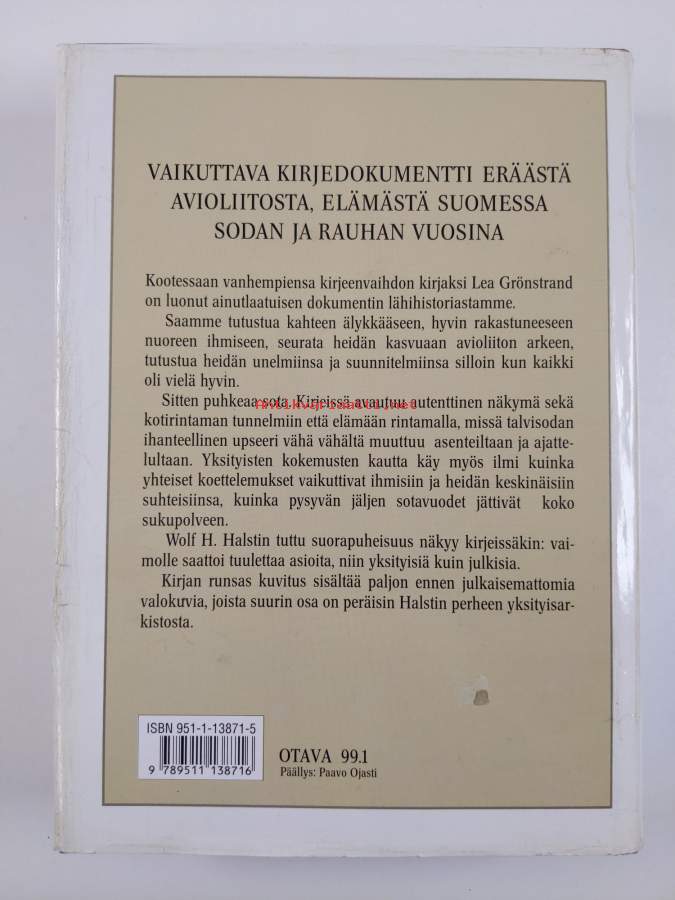 VAIKUTTAVA KIRJEDOKUMENTTI ERÄÄSTÄ
AVIOLIITOSTA, ELÄMÄSTÄ SUOMESSA
SODAN JA RAUHAN VUOSINA
Kootessaan vanhempiensa kirjeenvaihdon kirjaksi Lea Grönstrand
on luonut ainutlaatuisen dokumentin lähihistoriastamme.
Saamme tutustua kahteen älykkääseen, hyvin rakastuneeseen
nuoreen ihmiseen, seurata heidän kasvuaan avioliiton arkeen,
tutustua heidän unelmiinsa ja suunnitelmiinsa silloin kun kaikki
oli vielä hyvin.
Sitten puhkeaa sota. Kirjeissä avautuu autenttinen näkymä sekä
Antikvariaatti.net
kotirintaman tunnelmiin että elämään rintamalla, missä talvisodan
ihanteellinen upseeri vähä vähältä muuttuu asenteiltaan ja ajatte-
lultaan. Yksityisten kokemusten kautta käy myös ilmi kuinka
yhteiset koettelemukset vaikuttivat ihmisiin ja heidän keskinäisiin
suhteisiinsa, kuinka pysyvän jäljen sotavuodet jättivät koko
sukupolveen.
Wolf H. Halstin tuttu suorapuheisuus näkyy kirjeissäkin: vai-
molle saattoi tuulettaa asioita, niin yksityisiä kuin julkisia.
Kirjan runsas kuvitus sisältää paljon ennen julkaisemattomia
valokuvia, joista suurin osa on peräisin Halstin perheen yksityisar-
kistosta.
ISBN 951-1-13871-5
9 789511 138716
OTAVA 99.1
Päällys: Paavo Ojasti